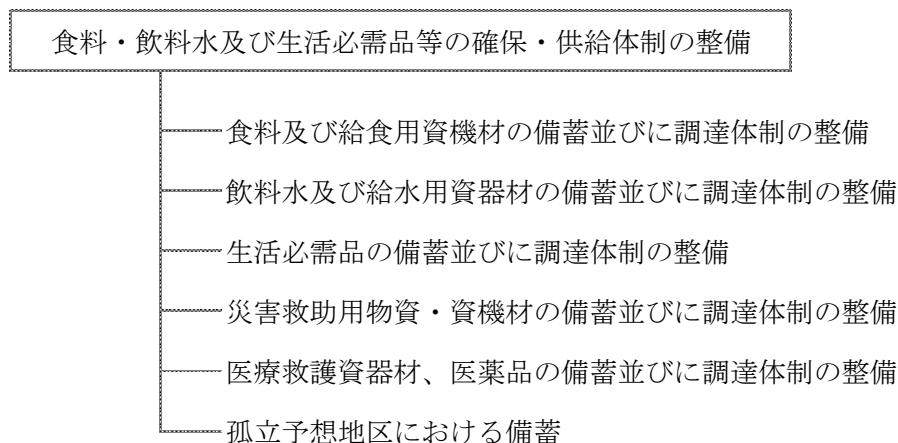 食料・飲料水及び生活必需品等の確保・供給体制の整備
食料及び給食用資機材の備蓄並びに調達体制の整備
飲料水及び給水用資器材の備蓄並びに調達体制の整備
生活必需品の備蓄並びに調達体制の整備
災害救助用物資・資機材の備蓄並びに調達体制の整備
医療救護資器材、医薬品の備蓄並びに調達体制の整備
孤立予想地区における備蓄